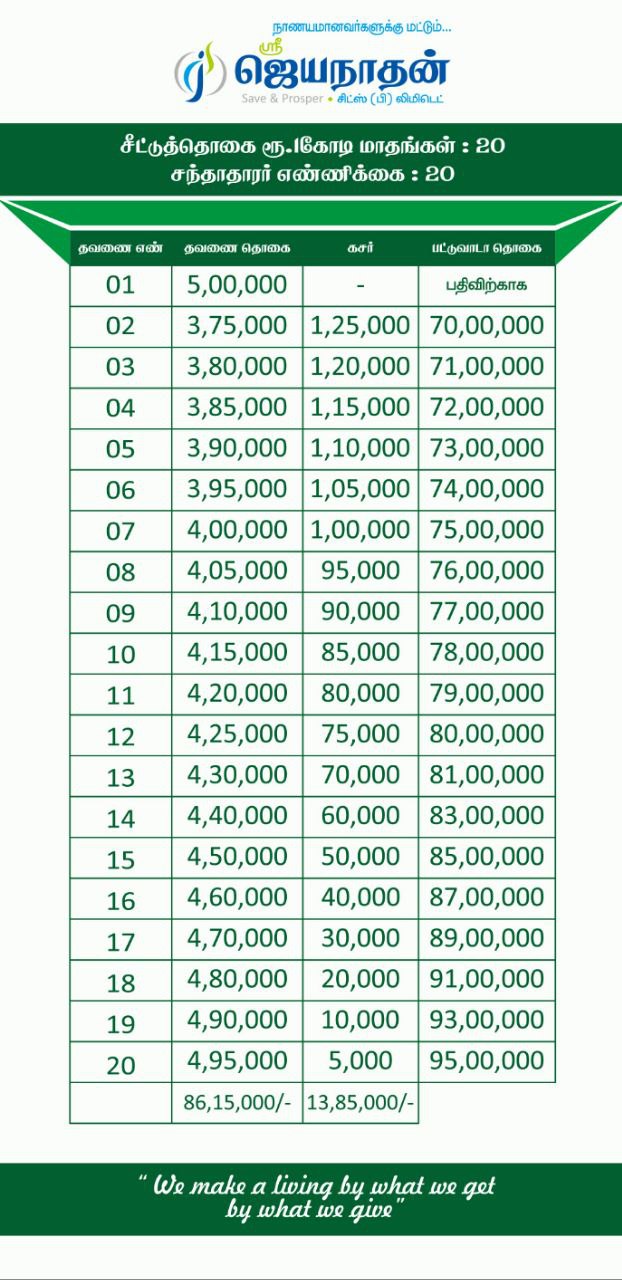 நாணயமானவர்களுக்கு மட்டும்...
ஸ்ரீ
ஜெயநாதன்
Save & Prosper • சிட்ஸ் (பி) லிமிடெட்
சீட்டுத்தொகை ரூ.1கோடி மாதங்கள் : 20
சந்தாதாரர் எண்ணிக்கை : 20
தவணை எண் தவணை தொகை கசர் பட்டுவாடா தொகை
01 5,00,000 - பதிவிற்காக
02 3,75,000 1,25,000 70,00,000
03 3,80,000 1,20,000 71,00,000
04 3,85,000 1,15,000 72,00,000
05 3,90,000 1,10,000 73,00,000
06 3,95,000 1,05,000 74,00,000
07 4,00,000 1,00,000 75,00,000
08 4,05,000 95,000 76,00,000
09 4,10,000 90,000 77,00,000
10 4,15,000 85,000 78,00,000
11 4,20,000 80,000 79,00,000
12 4,25,000 75,000 80,00,000
13 4,30,000 70,000 81,00,000
14 4,40,000 60,000 83,00,000
15 4,50,000 50,000 85,00,000
16 4,60,000 40,000 87,00,000
17 4,70,000 30,000 89,00,000
18 4,80,000 20,000 91,00,000
19 4,90,000 10,000 93,00,000
20 4,95,000 5,000 95,00,000
86,15,000/- 13,85,000/-
“ We make a living by what we get
by what we give”